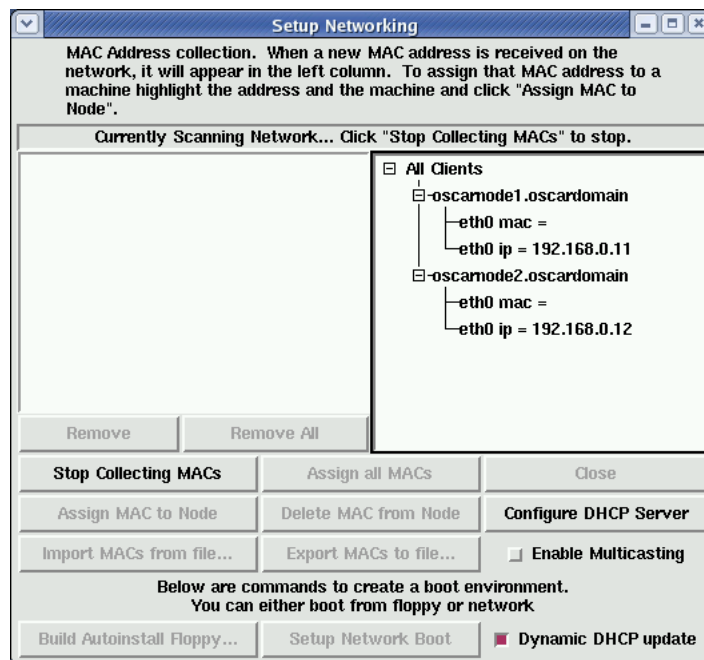 Setup Networking
MAC Address collection. When a new MAC address is received on the
network, it will appear in the left column. To assign that MAC address to a
machine highlight the address and the machine and click "Assign MAC to
Node".
Currently Scanning Network... Click "Stop Collecting MACs" to stop.
All Clients
oscarnode1.oscardomain
eth0 mac =
eth0 ip = 192.168.0.11
oscarnode2.oscardomain
eth0 mac =
eth0 ip = 192.168.0.12
Remove
Remove All
Stop Collecting MACs
Assign all MACs
Close
Assign MAC to Node
Delete MAC from Node
Configure DHCP Server
Import MACs from file...
Export MACs to file...
Enable Multicasting
Below are commands to create a boot environment.
You can either boot from floppy or network
Build Autoinstall Floppy...
Setup Network Boot
Dynamic DHCP update